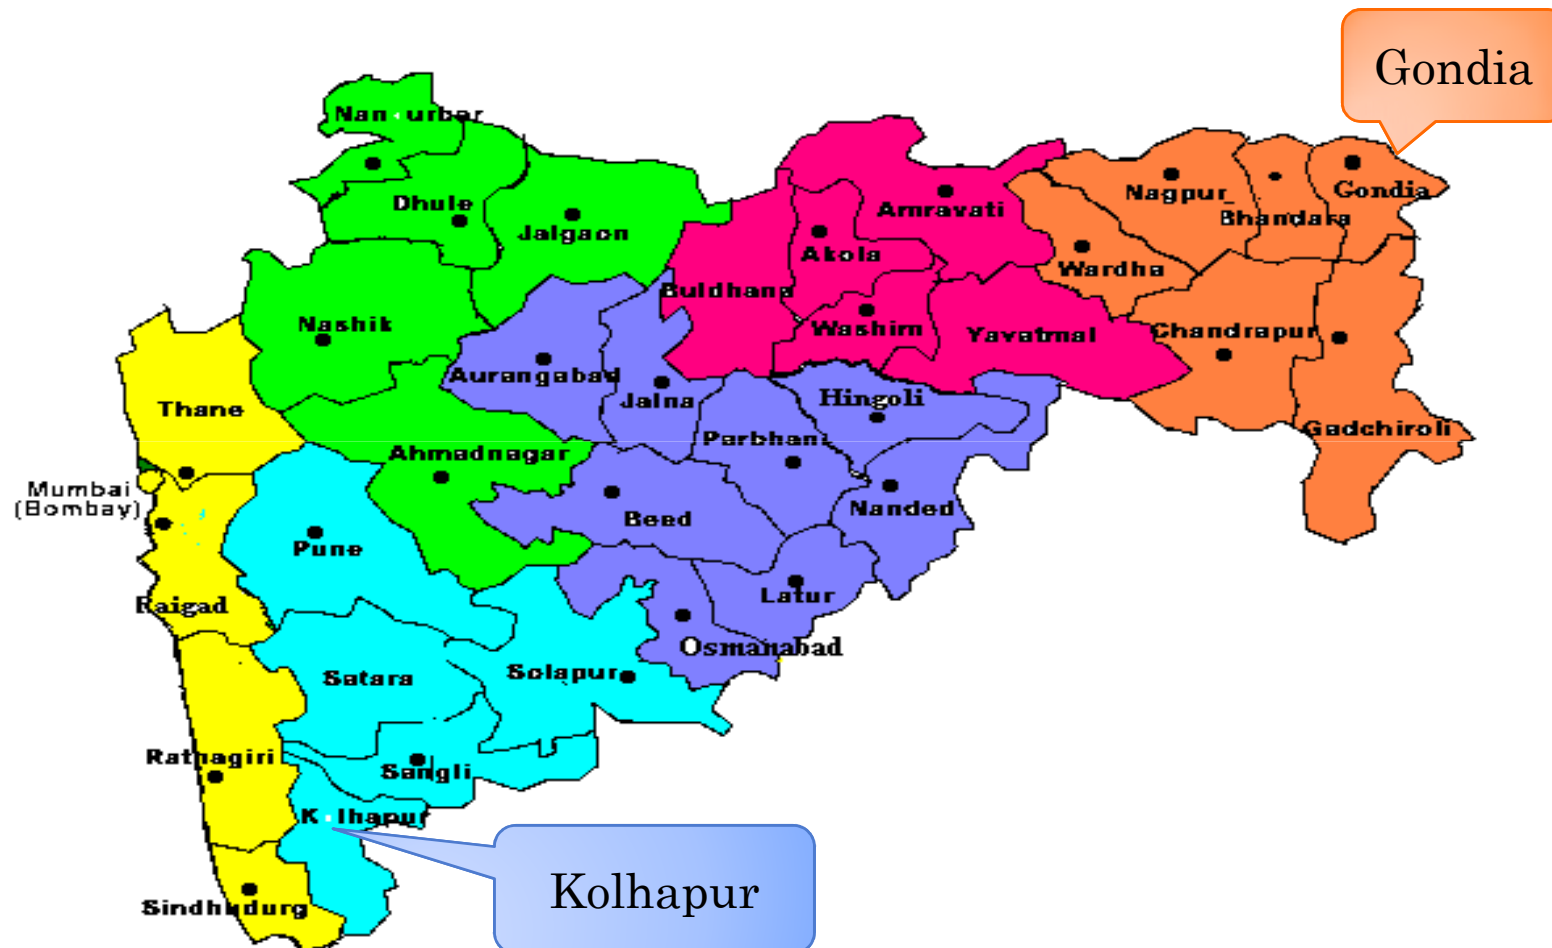 Gondia
Nan urbar
Dhule
Jalgaon
Amravati
Nagpur
Bhandara
Gondia
Akola
Wardha
Buldhana
Nashik
Washim
Yavatmal
Chandrapur
Aurangabad
Jalna
Hingoli
Thane
Parbhani
Gadchiroli
Ahmadnagar
Mumbai
(Bombay)
Beed
Nanded
Pune
Raigad
Latur
Osmanabad
Satara
Solapur
Ratnagiri
Sangli
K lhapur
Kolhapur
Sindhudurg